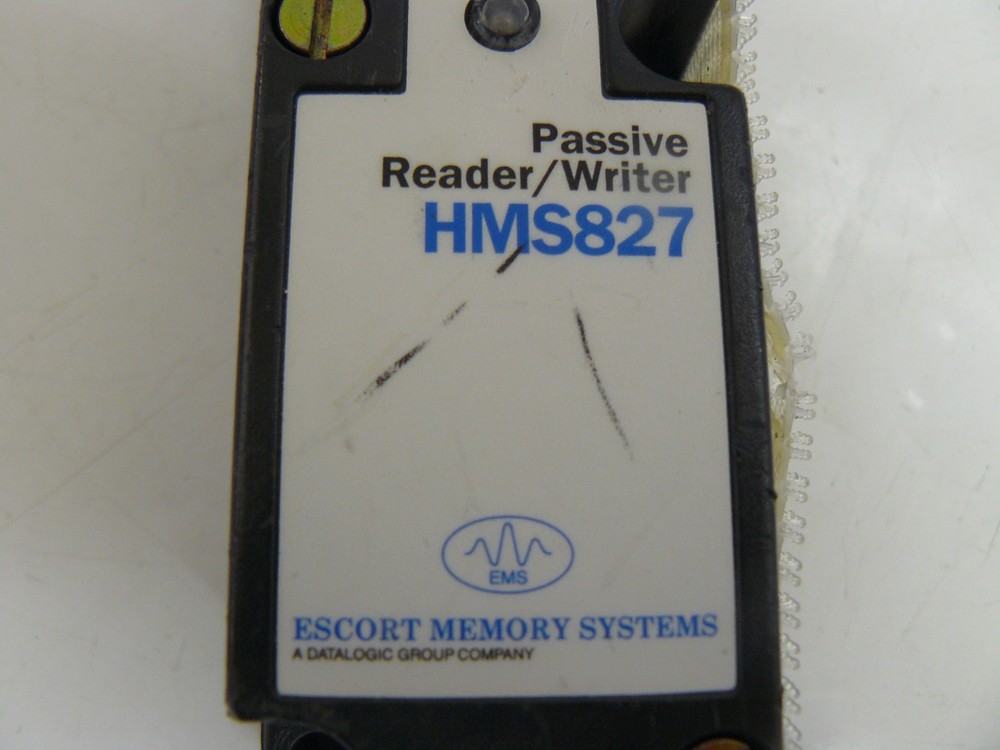 Passive
Reader/Writer
HMS827
EMS
ESCORT MEMORY SYSTEMS
A DATALOGIC GROUP COMPANY